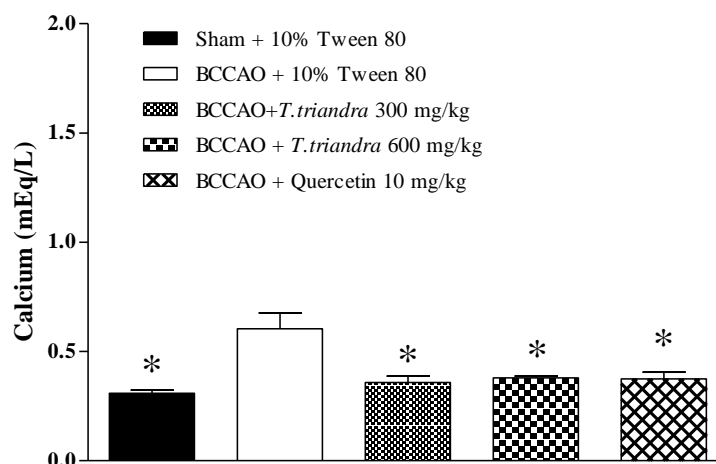 2.0
1.5
1.0
0.5
0.0
Calcium (mEq/L)
Sham + 10% Tween 80
BCCAO + 10% Tween 80
BCCAO+T.triandra 300 mg/kg
BCCAO + T.triandra 600 mg/kg
BCCAO + Quercetin 10 mg/kg
*
*
*
*